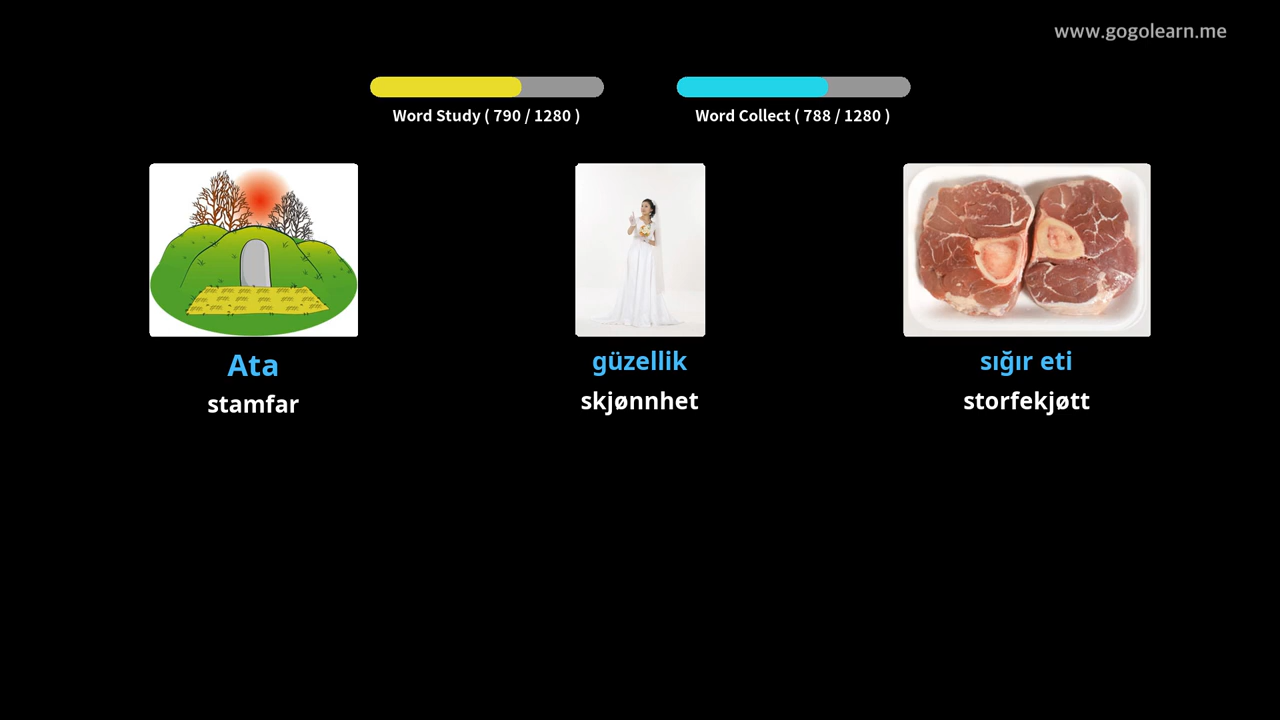 www.gogolearn.me
Word Study ( 790 / 1280 )
Word Collect ( 788 / 1280 )
Ata
stamfar
güzellik
skjønnhet
sığır eti
storfekjøtt